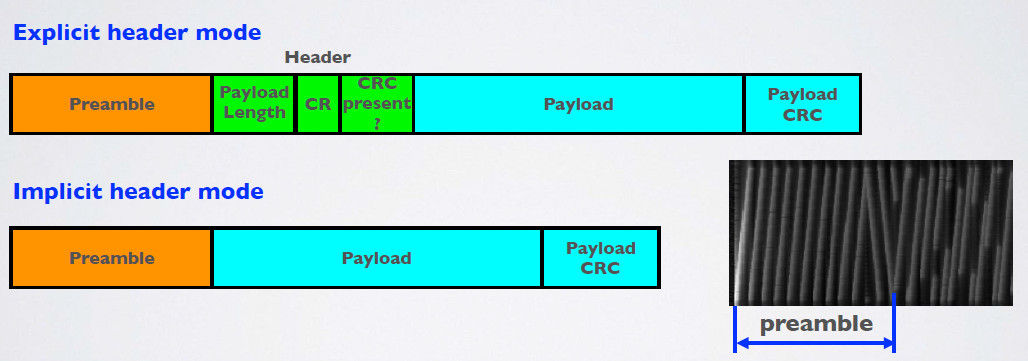 Explicit header mode
Header
Preamble
Payload
Length
CR
CRC
present
?
Payload
Payload
CRC
Implicit header mode
Preamble
Payload
Payload
CRC
preamble